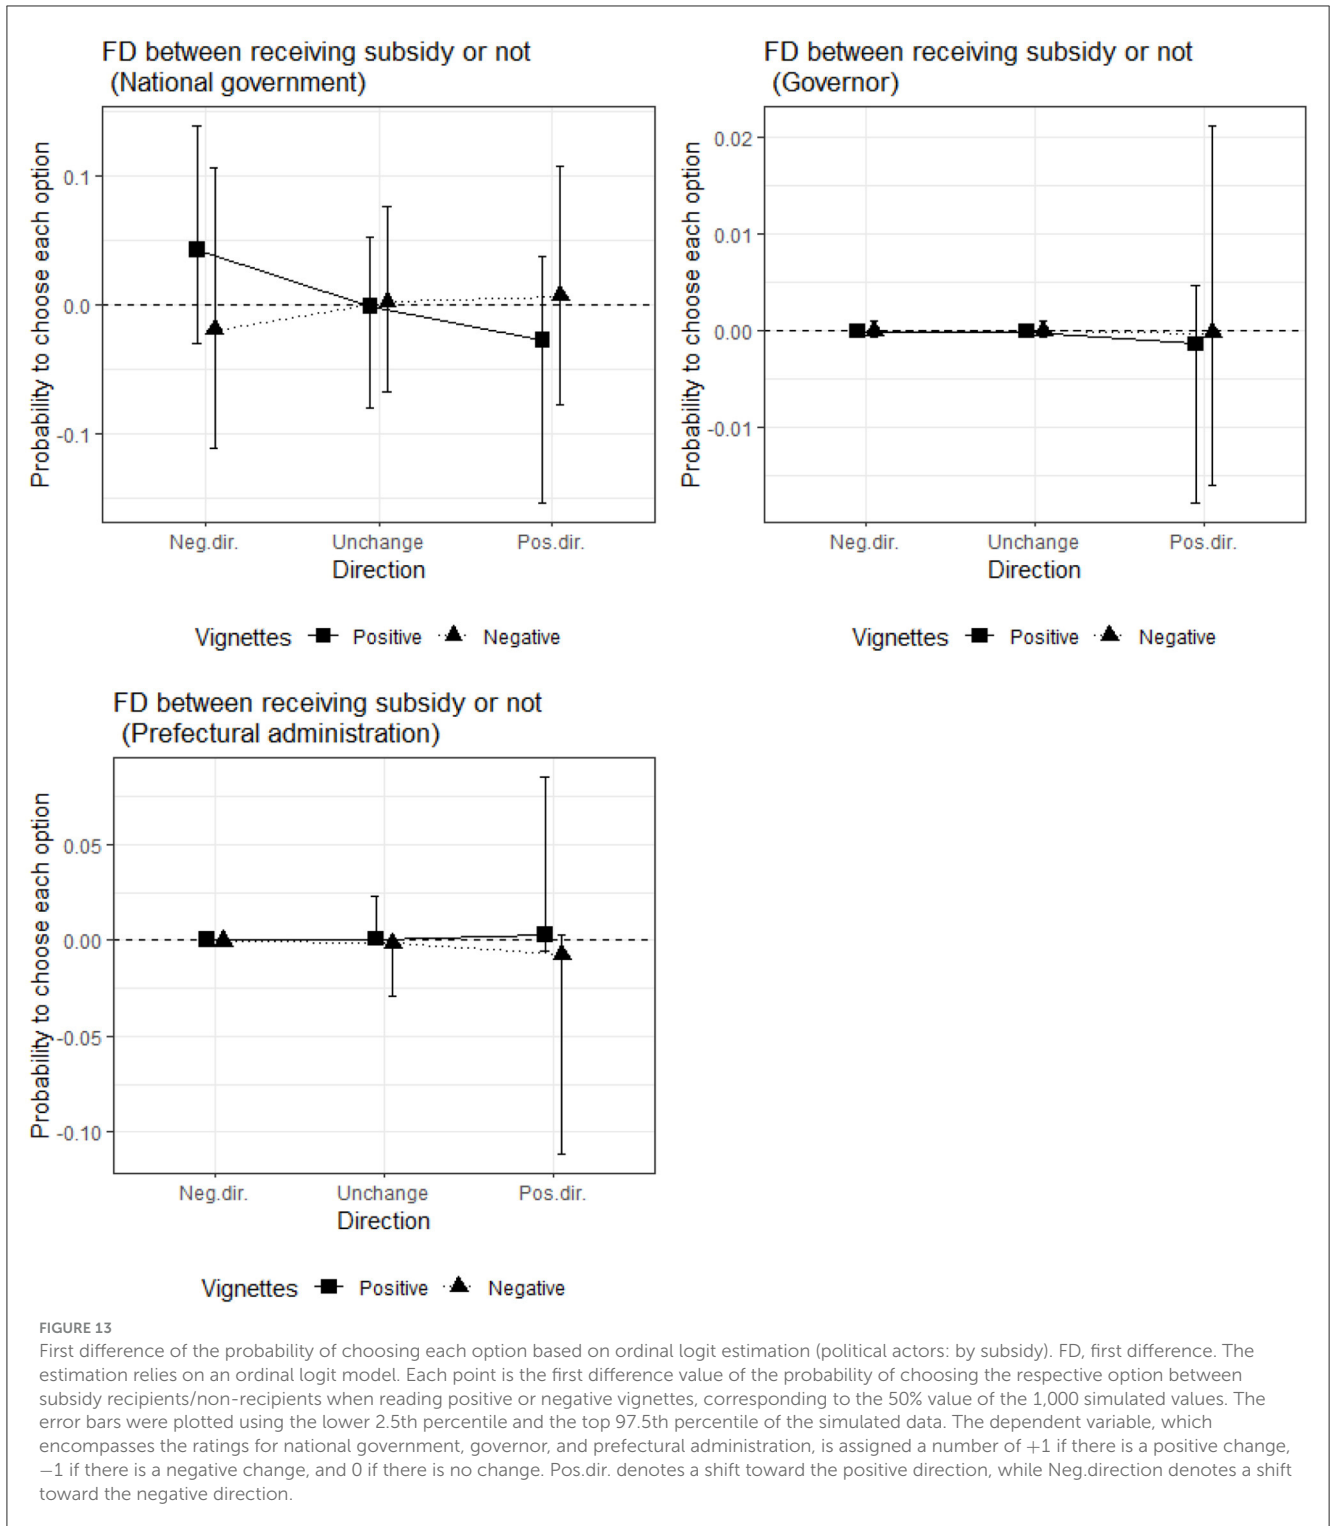 FD between receiving subsidy or not
(National government)
Probability to choose each option
0.1
0.0
-0.1
Neg.dir. Unchange Pos.dir.
Direction
Vignettes Positive Negative
FD between receiving subsidy or not
(Governor)
Probability to choose each option
0.02
0.01
0.00
-0.01
Neg.dir. Unchange Pos.dir.
Direction
Vignettes Positive Negative
FD between receiving subsidy or not
(Prefectural administration)
Probability to choose each option
0.05
0.00
-0.05
-0.10
Neg.dir. Unchange Pos.dir.
Direction
Vignettes Positive Negative
FIGURE 13
First difference of the probability of choosing each option based on ordinal logit estimation (political actors: by subsidy). FD, first difference. The
estimation relies on an ordinal logit model. Each point is the first difference value of the probability of choosing the respective option between
subsidy recipients/non-recipients when reading positive or negative vignettes, corresponding to the 50% value of the 1,000 simulated values. The
error bars were plotted using the lower 2.5th percentile and the top 97.5th percentile of the simulated data. The dependent variable, which
encompasses the ratings for national government, governor, and prefectural administration, is assigned a number of +1 if there is a positive change,
−1 if there is a negative change, and 0 if there is no change. Pos.dir. denotes a shift toward the positive direction, while Neg.direction denotes a shift
toward the negative direction.